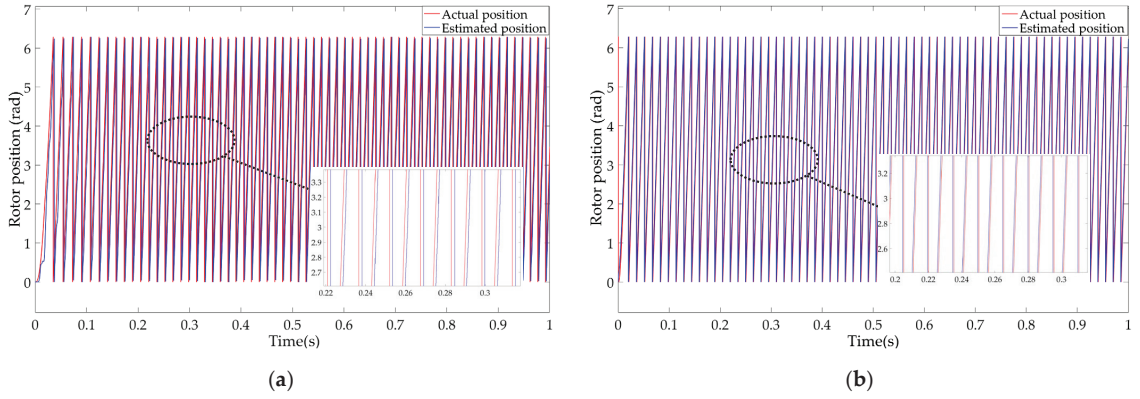 Actual position
Estimated position
7
6
5
4
3
2
1
0
Rotor position (rad)
3.3
3.2
3.1
3
2.9
2.8
2.7
0.22
0.24
0.26
0.28
0.3
0 0.1 0.2 0.3 0.4 0.5 0.6 0.7 0.8 0.9 1
Time(s)
(a)
Actual position
Estimated position
7
6
5
4
3
2
1
0
Rotor position (rad)
3.2
3
2.8
2.6
0.2 0.22 0.24 0.26 0.28 0.3
0 0.1 0.2 0.3 0.4 0.5 0.6 0.7 0.8 0.9 1
Time(s)
(b)